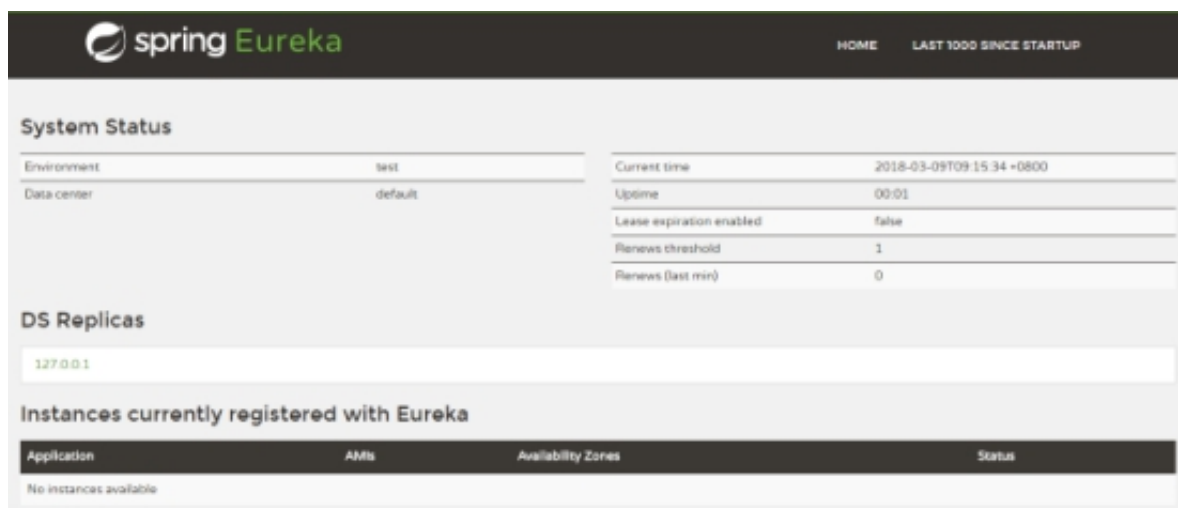 spring Eureka
HOME LAST 1000 SINCE STARTUP
System Status
Environment test
Data center default
Current time 2018-03-09T09:15:34 +0800
Uptime 00:01
Lease expiration enabled false
Renews threshold 1
Renews (last min) 0
DS Replicas
127.0.0.1
Instances currently registered with Eureka
Application AMIs Availability Zones Status
No instances available